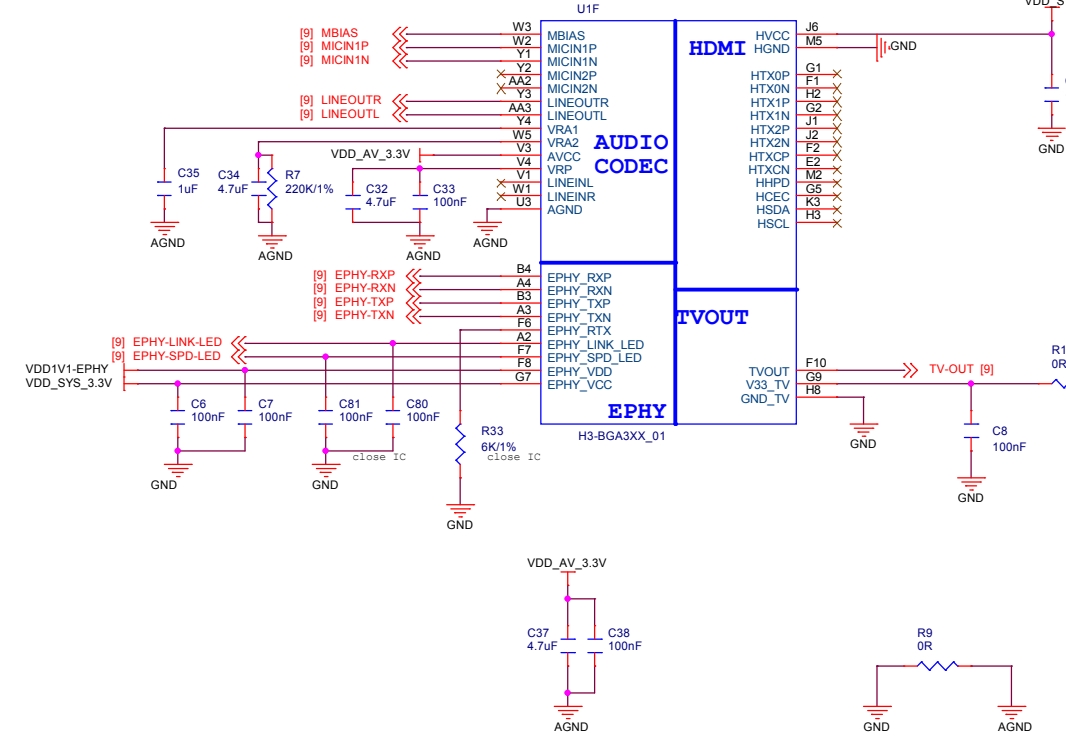 U1F
VDD_S
[9] MBIAS
[9] MICIN1P
[9] MICIN1N
[9] LINEOUTR
[9] LINEOUTL
W3 MBIAS
W2 MICIN1P
Y1 MICIN1N
Y2 MICIN2P
AA2 MICIN2N
Y3 LINEOUTR
AA3 LINEOUTL
Y4 VRA1
W5 VRA2
V3 AVCC
V4 VRP
V1 LINEINL
W1 LINEINR
U3 AGND
AUDIO
CODEC
HDMI
HVCC J6
HGND M5
GND
HTX0P G1
HTX0N F1
HTX1P H2
HTX1N G2
HTX2P J1
HTX2N J2
HTXCP F2
HTXCN E2
HHPD M2
HCEC G5
HSDA K3
HSCL H3
GND
VDD_AV_3.3V
C35
1uF
C34
4.7uF
R7
220K/1%
C32
4.7uF
C33
100nF
AGND
AGND
AGND
AGND
[9] EPHY-RXP
[9] EPHY-RXN
[9] EPHY-TXP
[9] EPHY-TXN
[9] EPHY-LINK-LED
[9] EPHY-SPD-LED
VDD1V1-EPHY
VDD_SYS_3.3V
B4 EPHY_RXP
A4 EPHY_RXN
B3 EPHY_TXP
A3 EPHY_TXN
F6 EPHY_RTX
A2 EPHY_LINK_LED
F7 EPHY_SPD_LED
F8 EPHY_VDD
G7 EPHY_VCC
EPHY
TVOUT
TVOUT F10
V33_TV G9
GND_TV H8
TV-OUT [9]
R1
0R
H3-BGA3XX_01
C6
100nF
C7
100nF
C81
100nF
C80
100nF
close IC
R33
6K/1%
close IC
GND
GND
GND
GND
C8
100nF
GND
VDD_AV_3.3V
C37
4.7uF
C38
100nF
AGND
R9
0R
GND
AGND